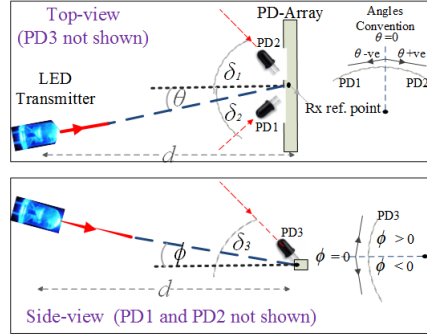 Top-view
(PD3 not shown)
PD-Array
Angles
Convention
θ=0
θ-ve
θ+ve
PD1
PD2
LED
Transmitter
PD2
δ1
θ
δ2
PD1
Rx ref. point
d
PD3
δ3
ϕ
d
PD3
ϕ > 0
ϕ = 0
ϕ < 0
Side-view (PD1 and PD2 not shown)